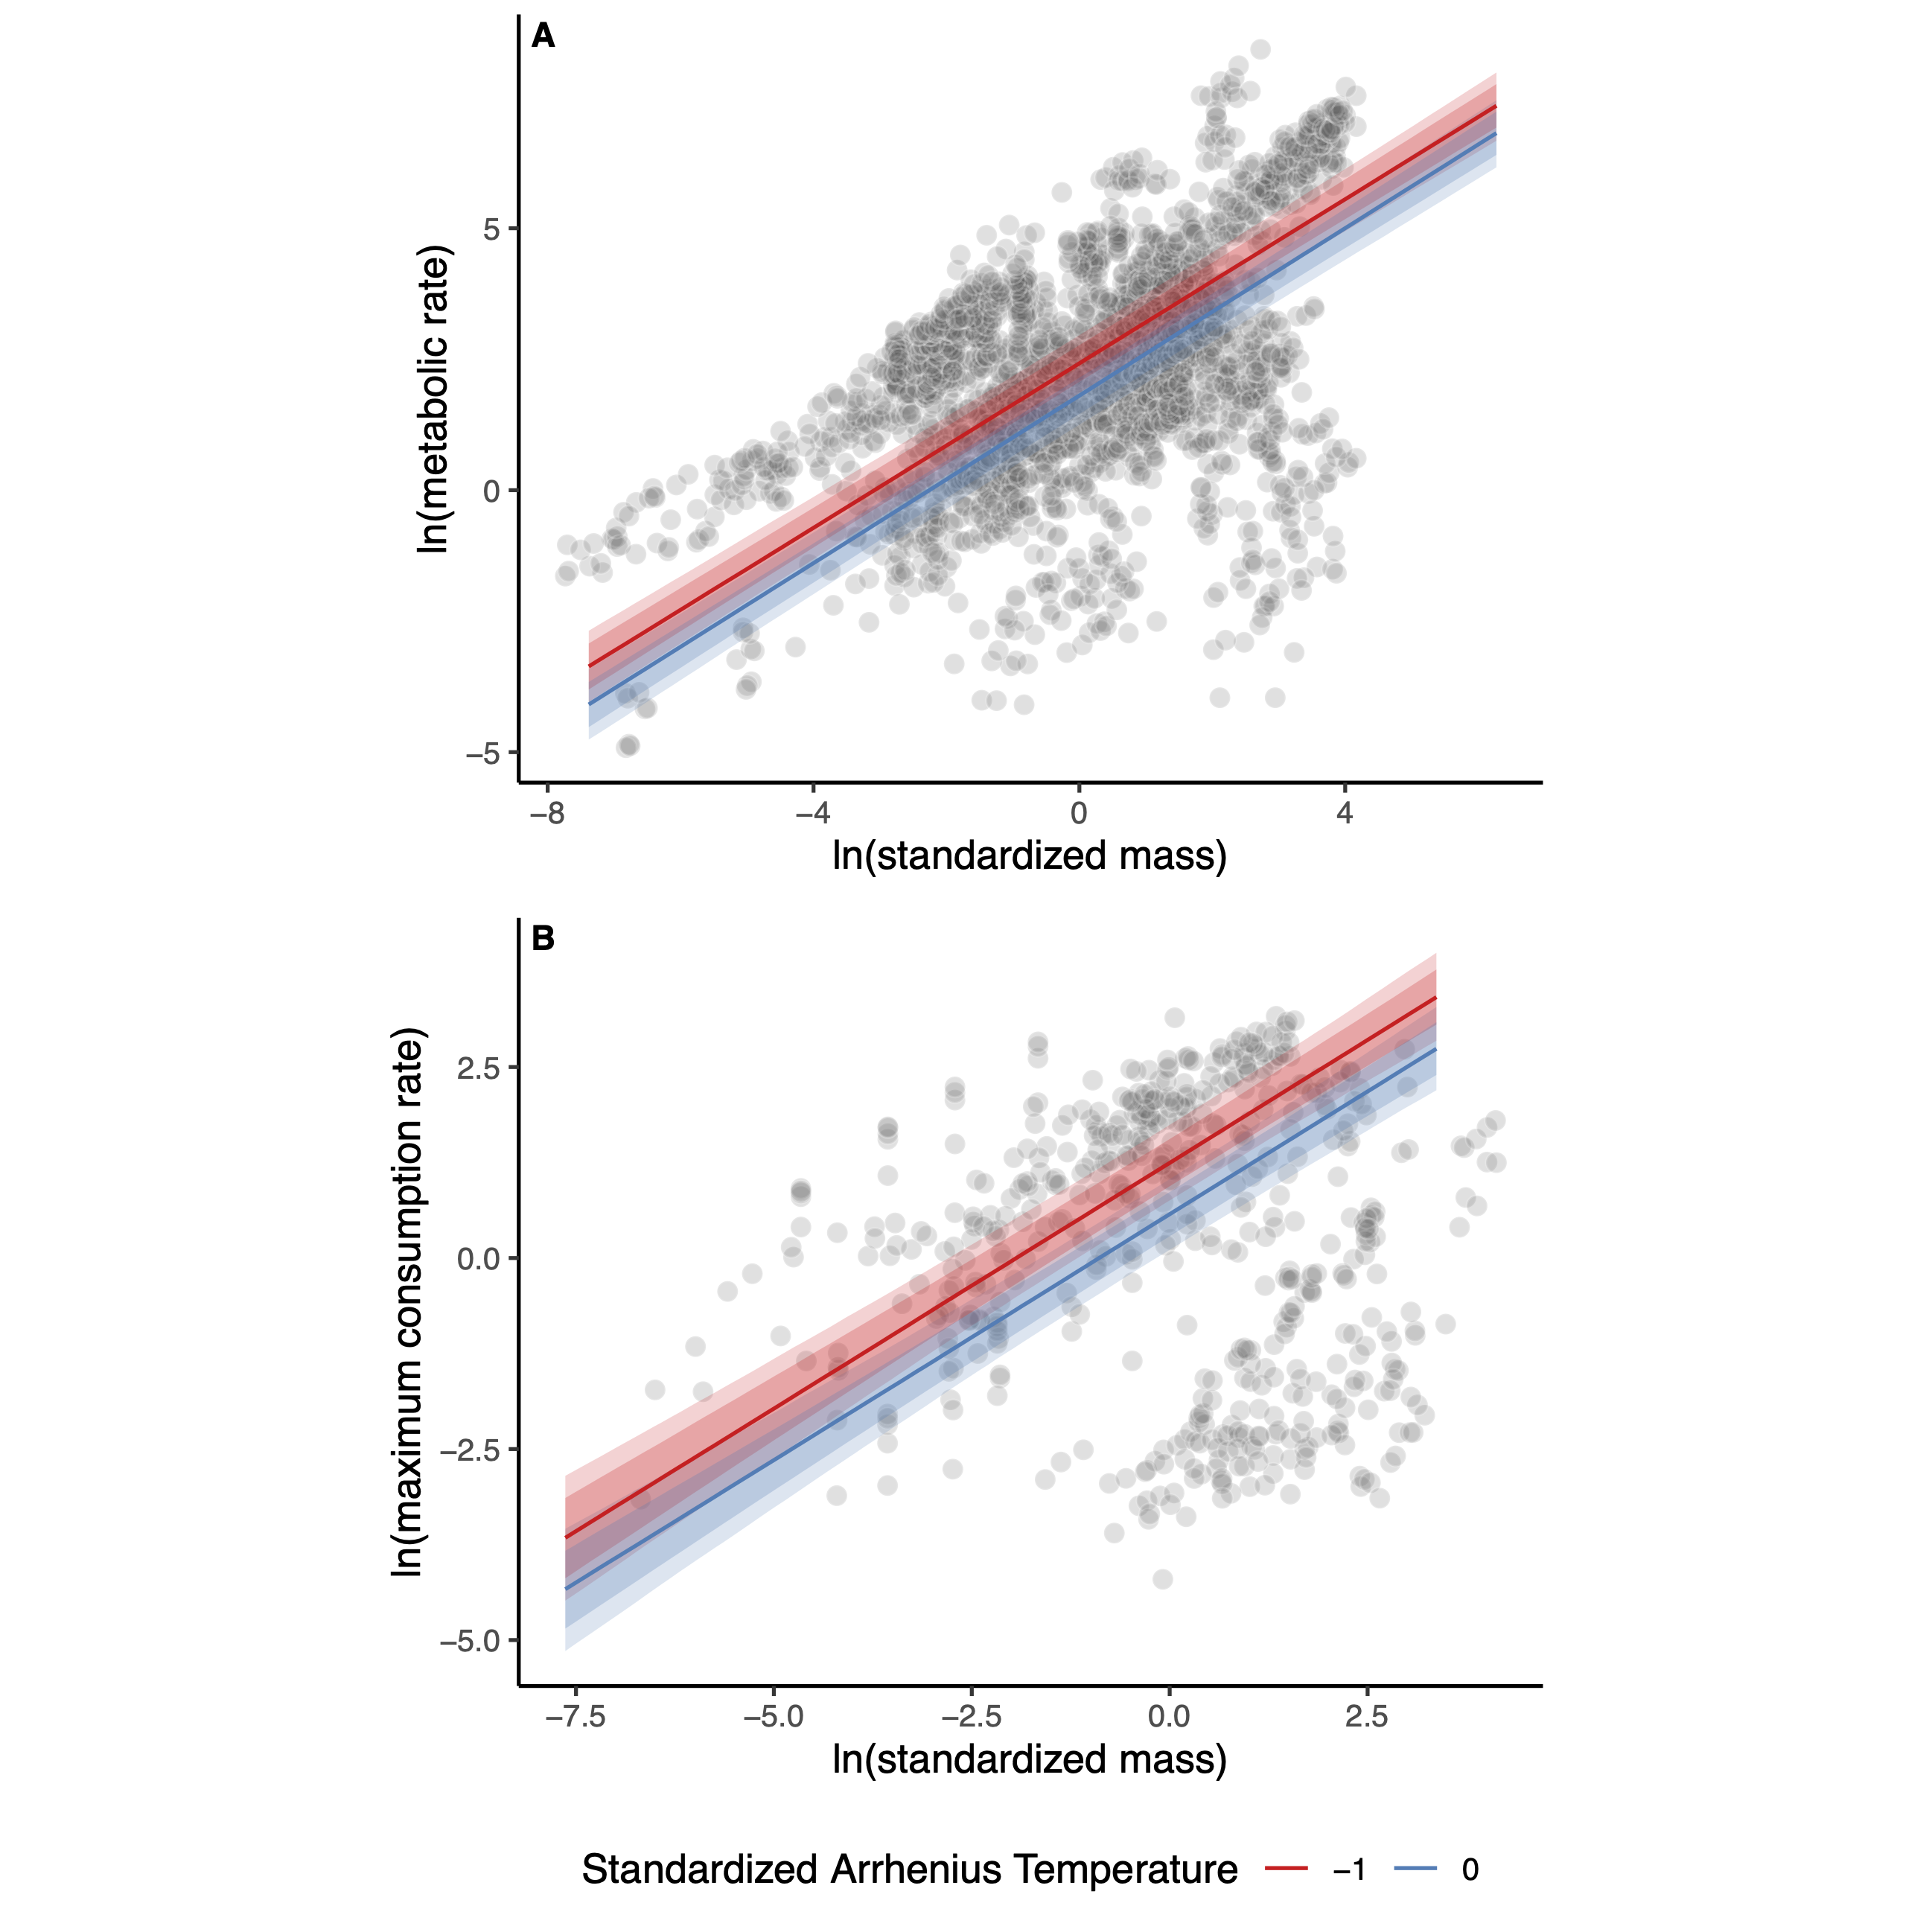 A
ln(metabolic rate)
5
0
−5
−8
−4
0
4
ln(standardized mass)
B
ln(maximum consumption rate)
2.5
0.0
−2.5
−5.0
−7.5
−5.0
−2.5
0.0
2.5
ln(standardized mass)
Standardized Arrhenius Temperature −1 0